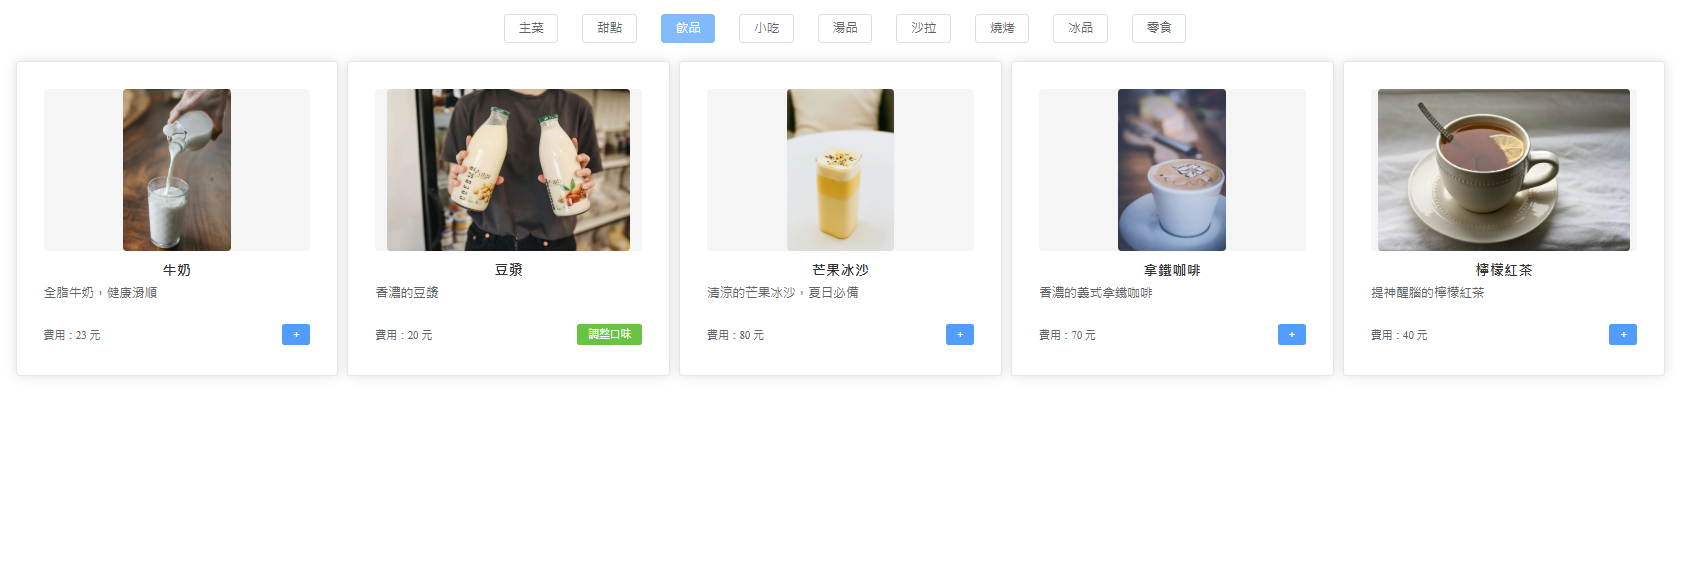 主菜 甜點 飲品 小吃 湯品 沙拉 燒烤 冰品 零食
牛奶
全脂牛奶，健康滑順
費用：23 元
+
豆漿
香濃的豆漿
費用：20 元
調整口味
芒果冰沙
清涼的芒果冰沙，夏日必備
費用：80 元
+
拿鐵咖啡
香濃的義式拿鐵咖啡
費用：70 元
+
檸檬紅茶
提神醒腦的檸檬紅茶
費用：40 元
+